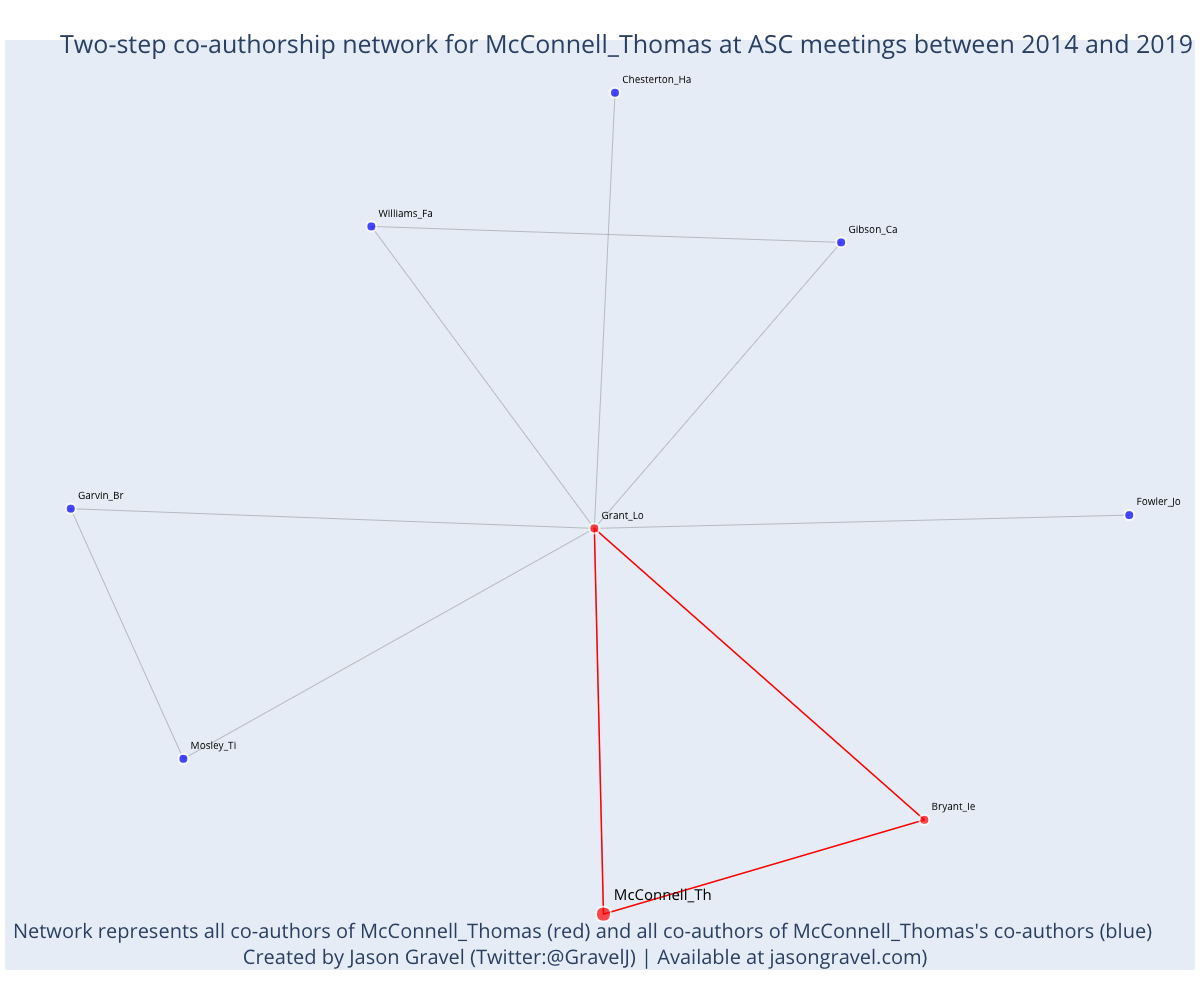 Two-step co-authorship network for McConnell_Thomas at ASC meetings between 2014 and 2019
Chesterton_Ha
Williams_Fa
Gibson_Ca
Garvin_Br
Fowler_Jo
Grant_Lo
Mosley_Ti
Bryant_Ie
McConnell_Th
Network represents all co-authors of McConnell_Thomas (red) and all co-authors of McConnell_Thomas's co-authors (blue)
Created by Jason Gravel (Twitter:@GravelJ) | Available at jasongravel.com)